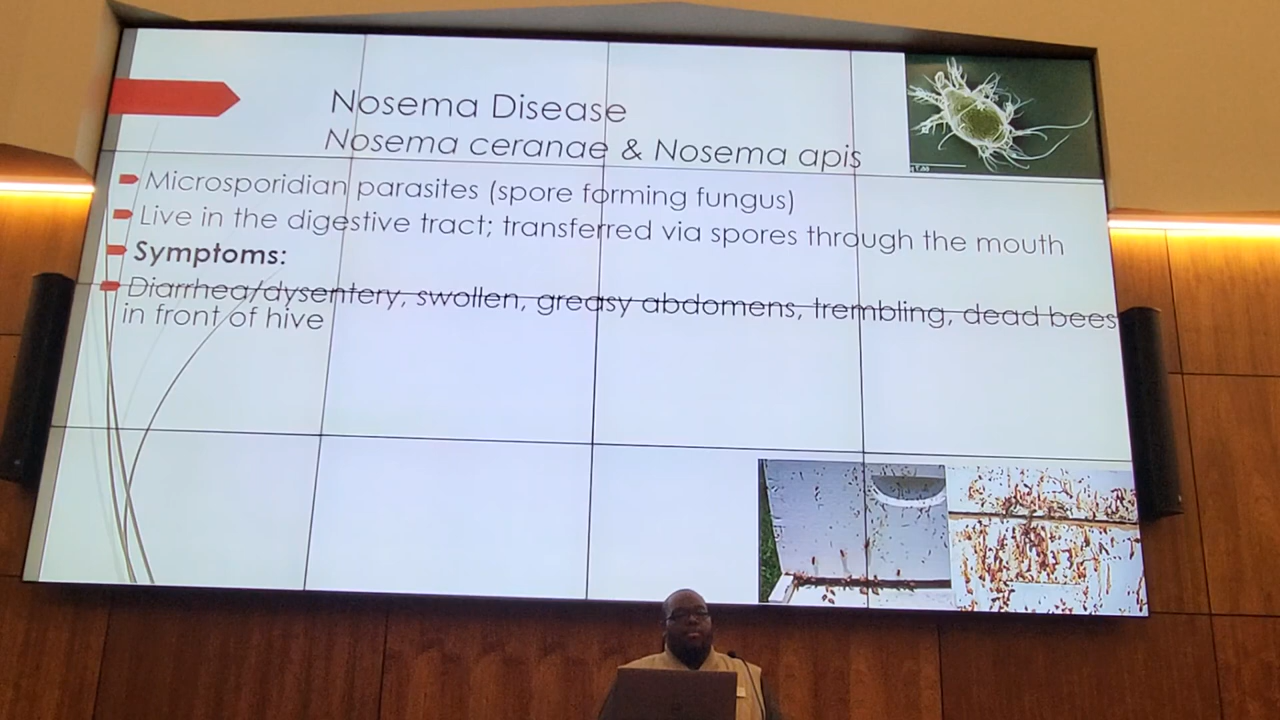 Nosema Disease
Nosema ceranae & Nosema apis
Microsporidian parasites (spore forming fungus)
Live in the digestive tract; transferred via spores through the mouth
Symptoms:
Diarrhea/dysentery, swollen, greasy abdomens, trembling, dead bees
in front of hive